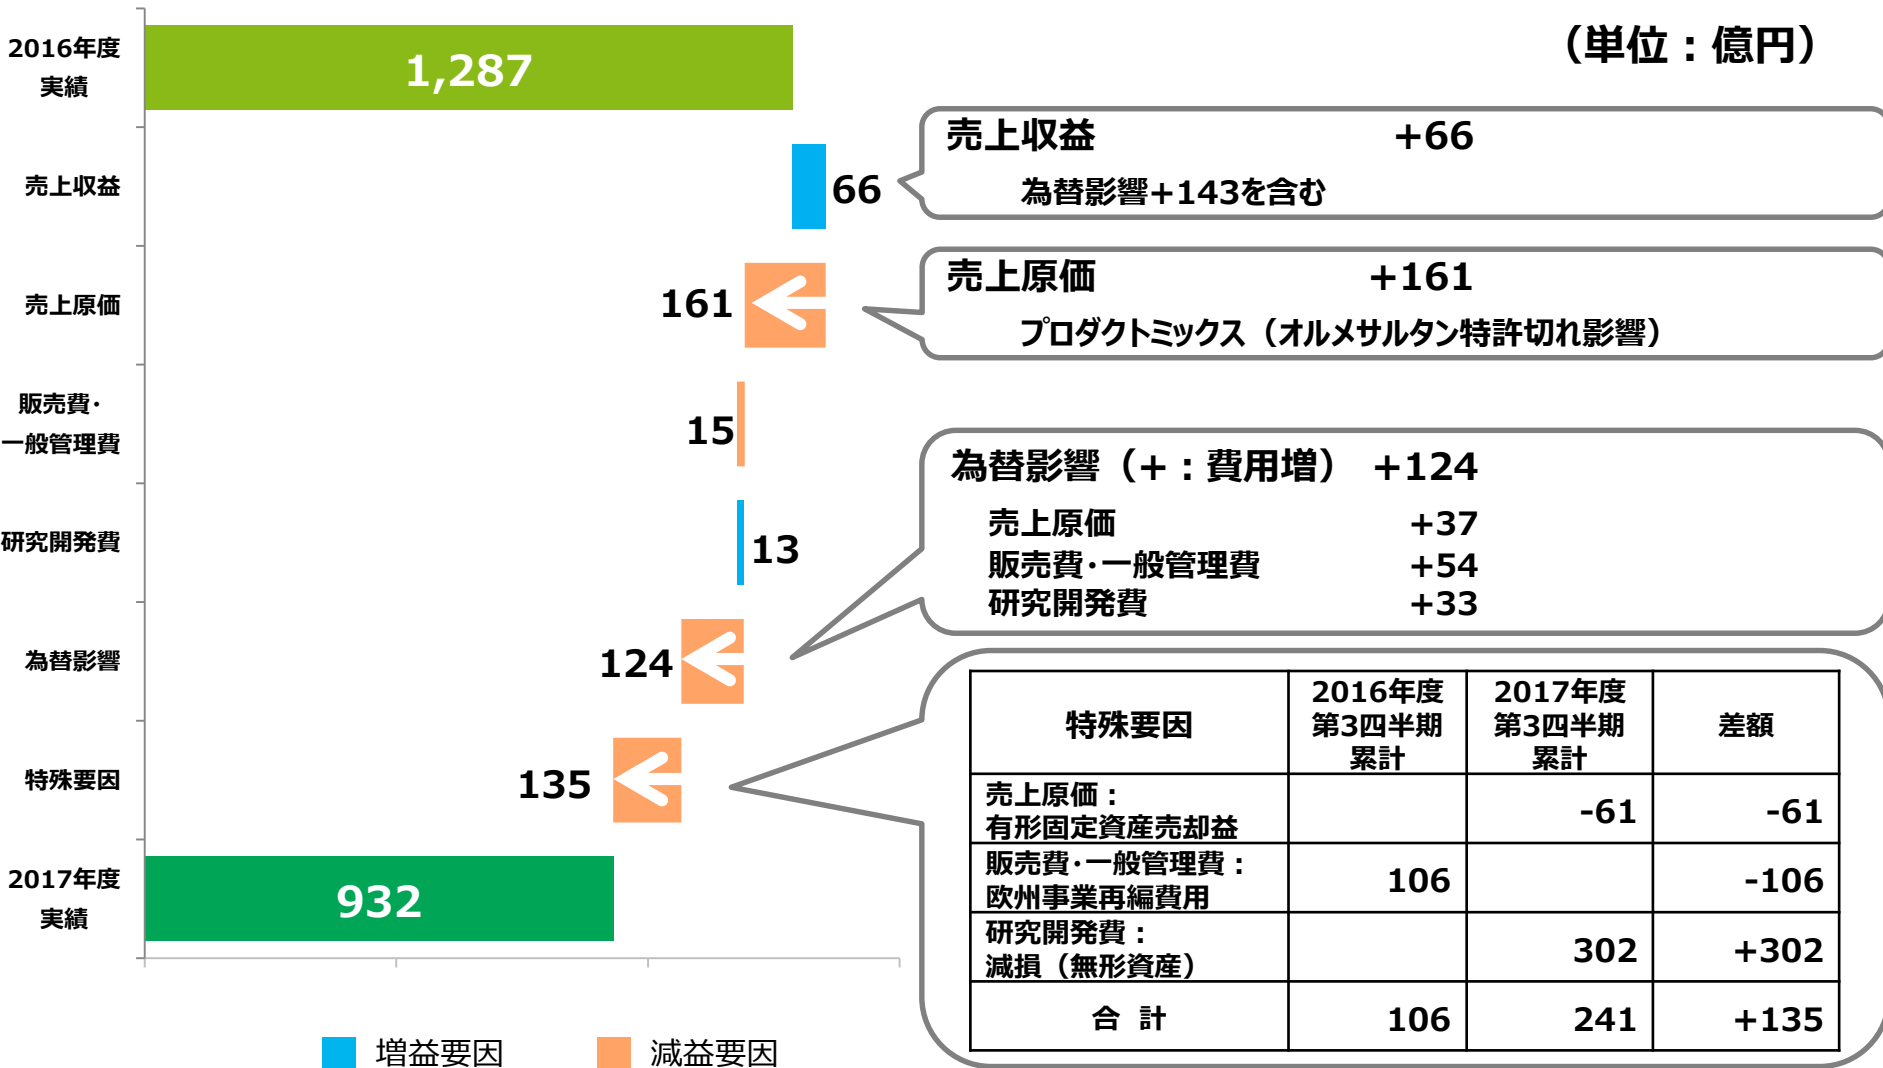 (単位:億円)
2016年度
実績
1,287
売上収益
66
売上収益 +66
為替影響+143を含む
売上原価
161
売上原価 +161
プロダクトミックス(オルメサルタン特許切れ影響)
販売費・
一般管理費
15
研究開発費
13
為替影響
124
為替影響(+:費用増) +124
売上原価 +37
販売費・一般管理費 +54
研究開発費 +33
特殊要因
135
特殊要因 2016年度 2017年度 差額
第3四半期 第3四半期
累計 累計
売上原価:
有形固定資産売却益 -61 -61
販売費・一般管理費:
欧州事業再編費用 106 -106
研究開発費:
減損(無形資産) 302 +302
合 計 106 241 +135
2017年度
実績
932
増益要因 減益要因